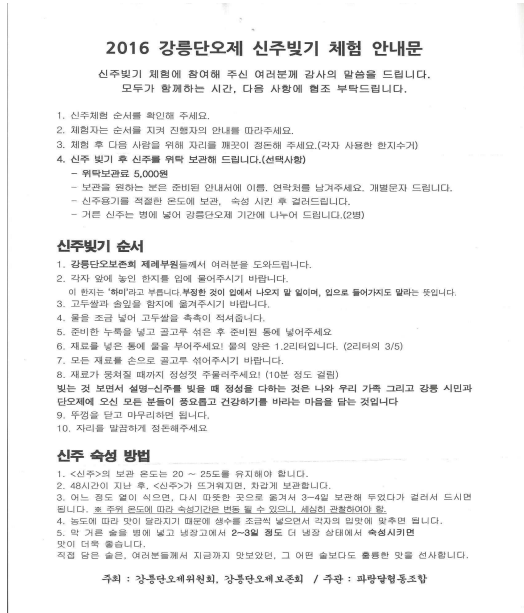 2016 강릉단오제 신주빚기 체험 안내문
신주빚기 체험에 참여해 주신 여러분께 감사의 말씀을 드립니다.
모두가 함께하는 시간, 다음 사항에 협조 부탁드립니다.
1. 신주체험 순서를 확인해 주세요.
2. 체험자는 순서를 지켜 진행자의 안내를 따라주세요.
3. 체험 후 다음 사람을 위해 자리를 깨끗이 정돈해 주세요.(각자 사용한 한지수거)
4. 신주 빚기 후 신주를 위탁 보관해 드립니다.(선택사항)
- 위탁보관료 5,000원
- 보관을 원하는 분은 준비된 안내서에 이름, 연락처를 남겨주세요. 개별문자 드립니다.
- 신주용기를 적절한 온도에 보관, 숙성 시킨 후 걸러드립니다.
- 거른 신주는 병에 넣어 강릉단오제 기간에 나누어 드립니다.(2병)
신주빚기 순서
1. 강릉단오보존회 제례부원들께서 여러분을 도와드립니다.
2. 각자 앞에 놓인 한지를 입에 물어주시기 바랍니다.
이 한지는 '하미'라고 부릅니다.부정한 것이 입에서 나오지 말 일이며, 입으로 들어가지도 말라는 뜻입니다.
3. 고두쌀과 솔잎을 함지에 옮겨주시기 바랍니다.
4. 물을 조금 넣어 고두쌀을 촉촉이 적셔줍니다.
5. 준비한 누룩을 넣고 골고루 섞은 후 준비된 통에 넣어주세요
6. 재료를 넣은 통에 물을 부어주세요! 물의 양은 1.2리터입니다. (2리터의 3/5)
7. 모든 재료를 손으로 골고루 섞어주시기 바랍니다.
8. 재료가 뭉쳐질 때까지 정성껏 주물러주세요! (10분 정도 걸림)
빚는 것 보면서 설명-신주를 빚을 때 정성을 다하는 것은 나와 우리 가족 그리고 강릉 시민과
단오제에 오신 모든 분들이 풍요롭고 건강하기를 바라는 마음을 담는 것입니다
9. 뚜껑을 닫고 마무리하면 됩니다.
10. 자리를 말끔하게 정돈해주세요
신주 숙성 방법
1. <신주>의 보관 온도는 20 ~ 25도를 유지해야 합니다.
2. 48시간이 지난 후, <신주>가 뜨거워지면, 차갑게 보관합니다.
3. 어느 정도 열이 식으면, 다시 따뜻한 곳으로 옮겨서 3-4일 보관해 두었다가 걸러서 드시면
됩니다. ※ 주위 온도에 따라 숙성기간은 변동 될 수 있으니, 세심히 관찰하여야 함.
4. 농도에 따라 맛이 달라지기 때문에 생수를 조금씩 넣으면서 각자의 입맛에 맞추면 됩니다.
5. 막 거른 술을 병에 넣고 냉장고에서 2~3일 정도 더 냉장 상태에서 숙성시키면
맛이 더욱 좋습니다.
직접 담은 술은, 여러분들께서 지금까지 맛보았던, 그 어떤 술보다도 훌륭한 맛을 선사합니다.
주최 : 강릉단오제위원회, 강릉단오제보존회 / 주관 : 파랑달협동조합